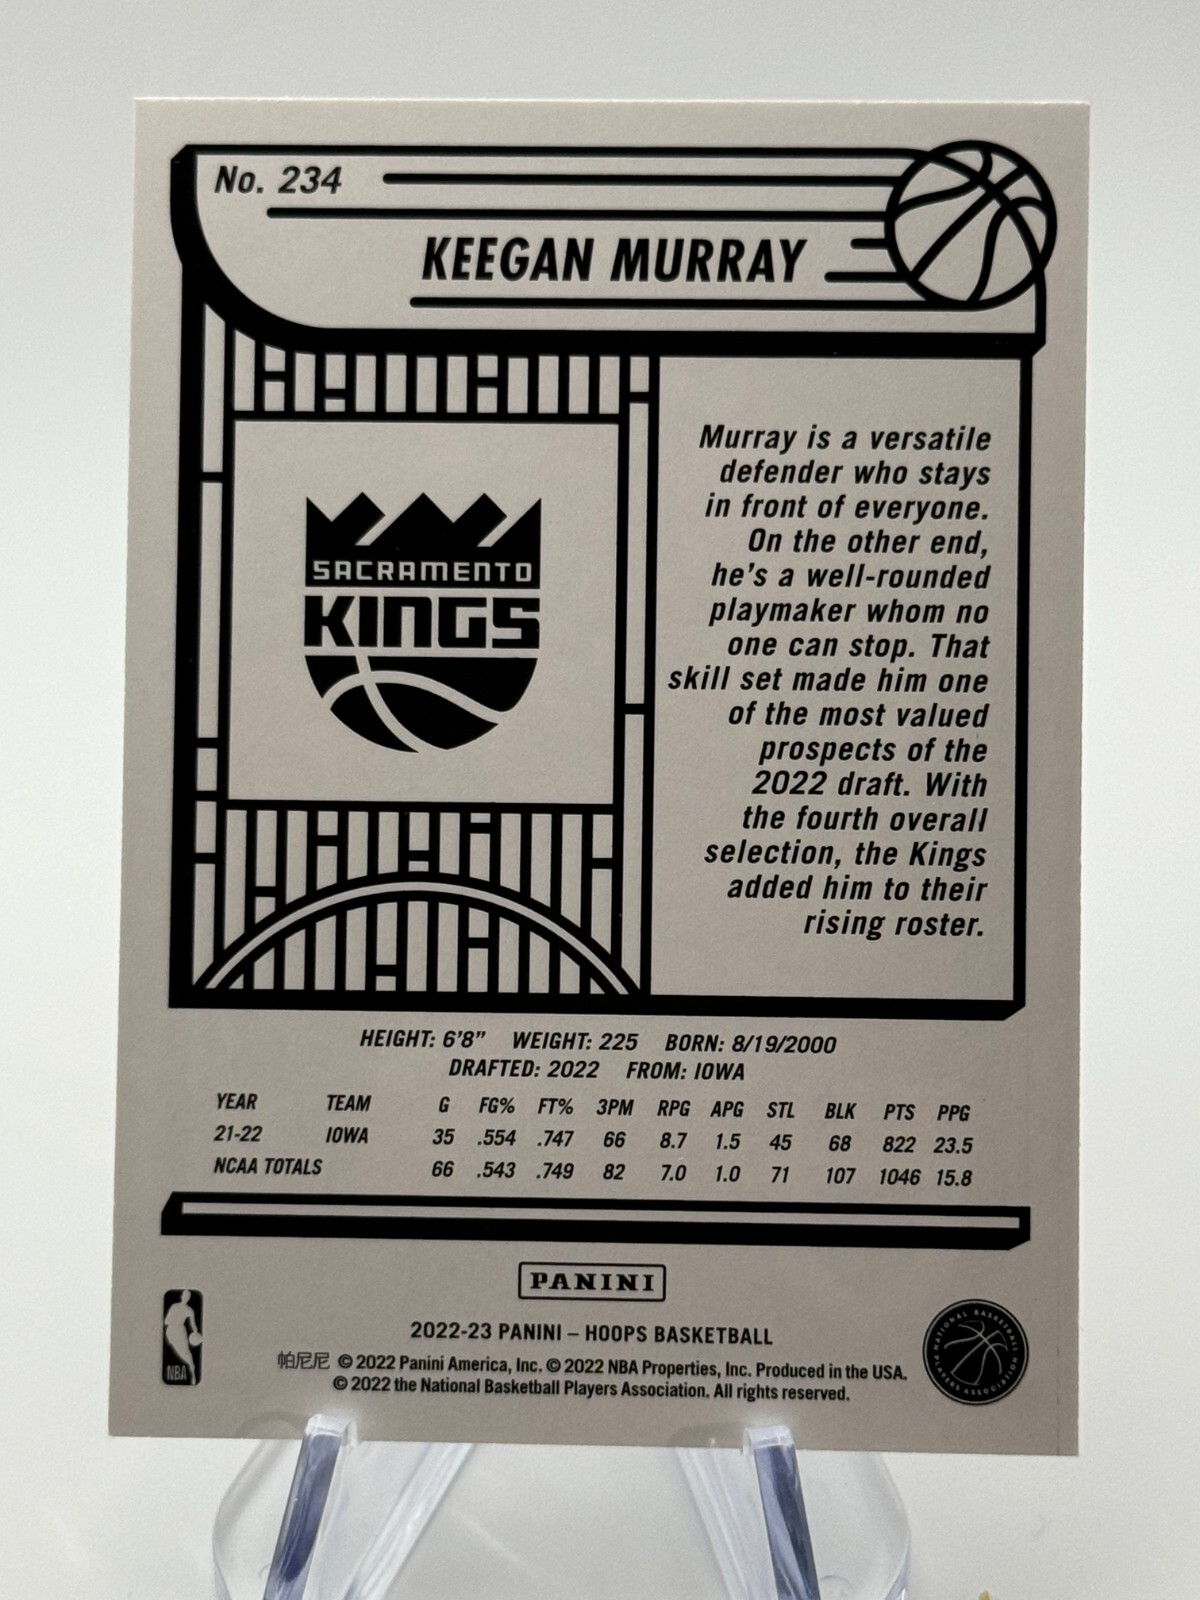 No. 234
KEEGAN MURRAY
SACRAMENTO
KINGS
Murray is a versatile
defender who stays
in front of everyone.
On the other end,
he's a well-rounded
playmaker whom no
one can stop. That
skill set made him one
of the most valued
prospects of the
2022 draft. With
the fourth overall
selection, the Kings
added him to their
rising roster.
HEIGHT: 6'8" WEIGHT: 225 BORN: 8/19/2000
DRAFTED: 2022 FROM: IOWA
YEAR TEAM G FG% FT% 3PM RPG APG STL BLK PTS PPG
21-22 IOWA 35 .554 .747 66 8.7 1.5 45 68 822 23.5
NCAA TOTALS 66 .543 .749 82 7.0 1.0 71 107 1046 15.8
PANINI
2022-23 PANINI – HOOPS BASKETBALL
帕尼尼 © 2022 Panini America, Inc. © 2022 NBA Properties, Inc. Produced in the USA.
© 2022 the National Basketball Players Association. All rights reserved.
NBA
NATIONAL BASKETBALL PLAYERS ASSOCIATION